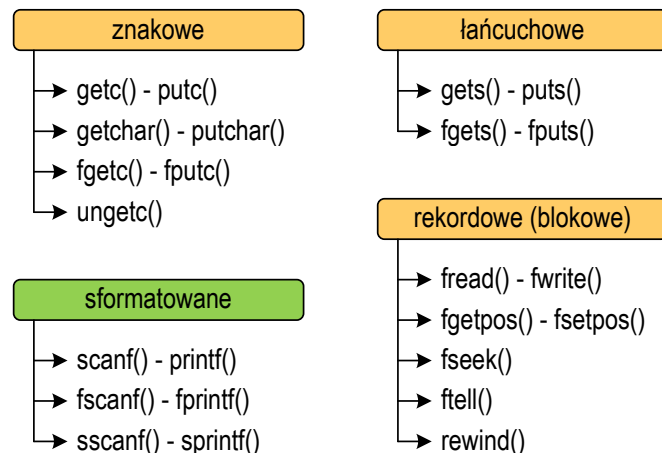 znakowe
getc() - putc()
getchar() - putchar()
fgetc() - fputc()
ungetc()
sformatowane
scanf() - printf()
fscanf() - fprintf()
sscanf() - sprintf()
łańcuchowe
gets() - puts()
fgets() - fputs()
rekordowe (blokowe)
fread() - fwrite()
fgetpos() - fsetpos()
fseek()
ftell()
rewind()